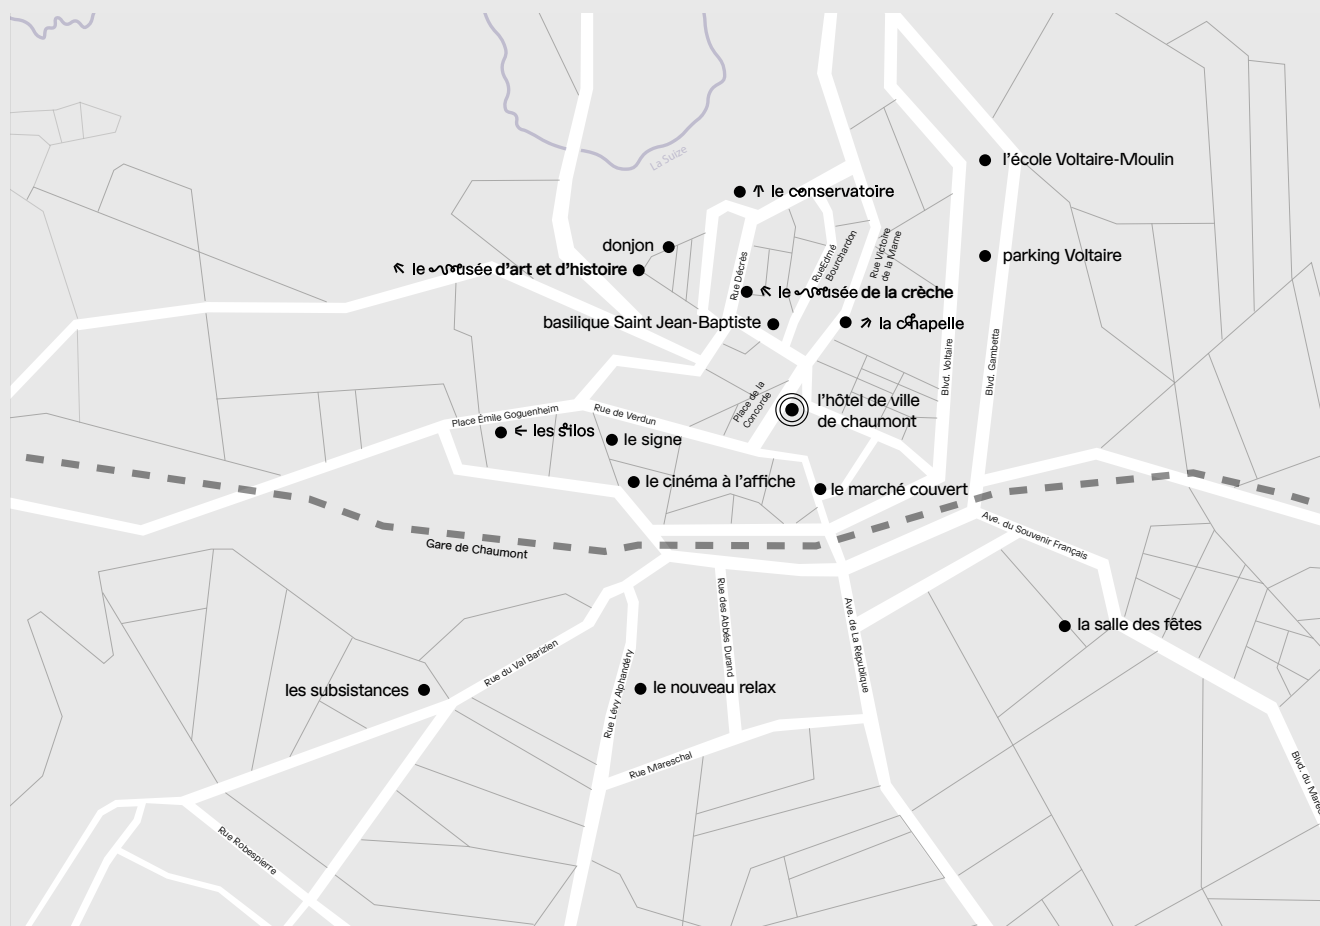 La Suize
l'école Voltaire-Moulin
le conservatoire
donjon
parking Voltaire
le musée d'art et d'histoire
Rue Décrès
RueEdmé
Bourchardon
Rue Victoire
de la Marne
le musée de la crèche
basilique Saint Jean-Baptiste
la chapelle
Blvd. Voltaire
Blvd. Gambetta
Place de la
Concorde
l'hôtel de ville
de chaumont
Place Émile Goguenheim
Rue de Verdun
les silos
le signe
le cinéma à l'affiche
le marché couvert
Ave. du Souvenir Français
Gare de Chaumont
Rue des Abbés Durand
Ave. de La République
la salle des fêtes
Rue du Val Barizien
les subsistances
Rue Lévy Alphandéry
le nouveau relax
Rue Mareschal
Blvd. du Marec
Rue Robespierre